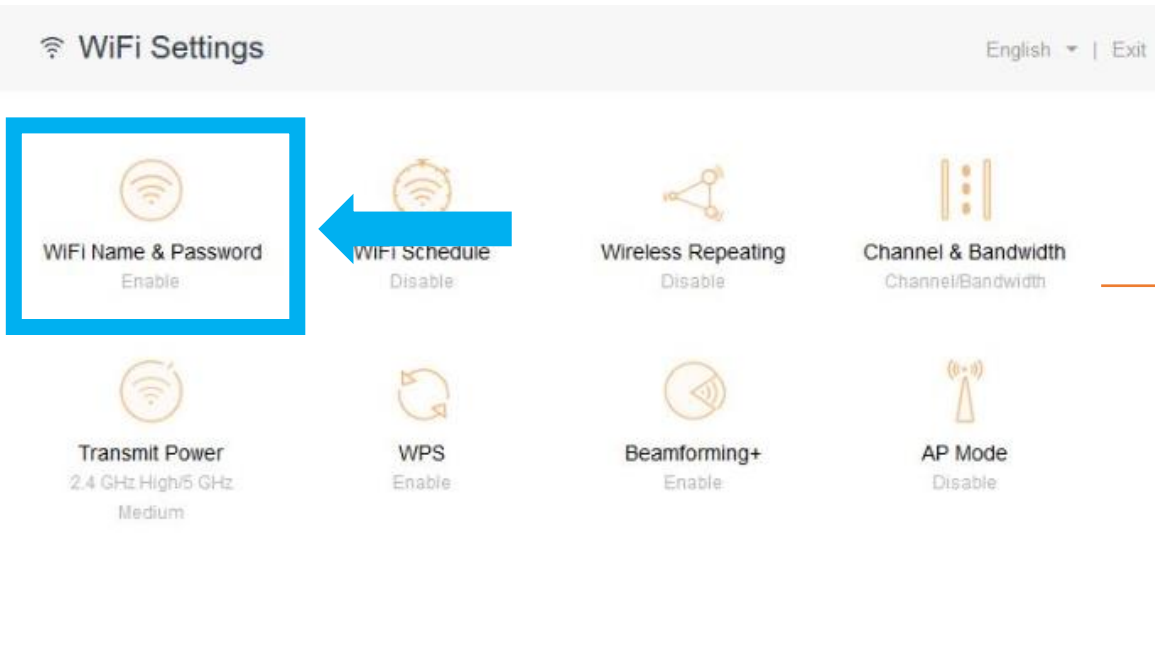 WiFi Settings
English | Exit
WiFi Name & Password
Enable
WiFi Schedule
Disable
Wireless Repeating
Disable
Channel & Bandwidth
Channel/Bandwidth
Transmit Power
2.4 GHz High/5 GHz
Medium
WPS
Enable
Beamforming+
Enable
AP Mode
Disable